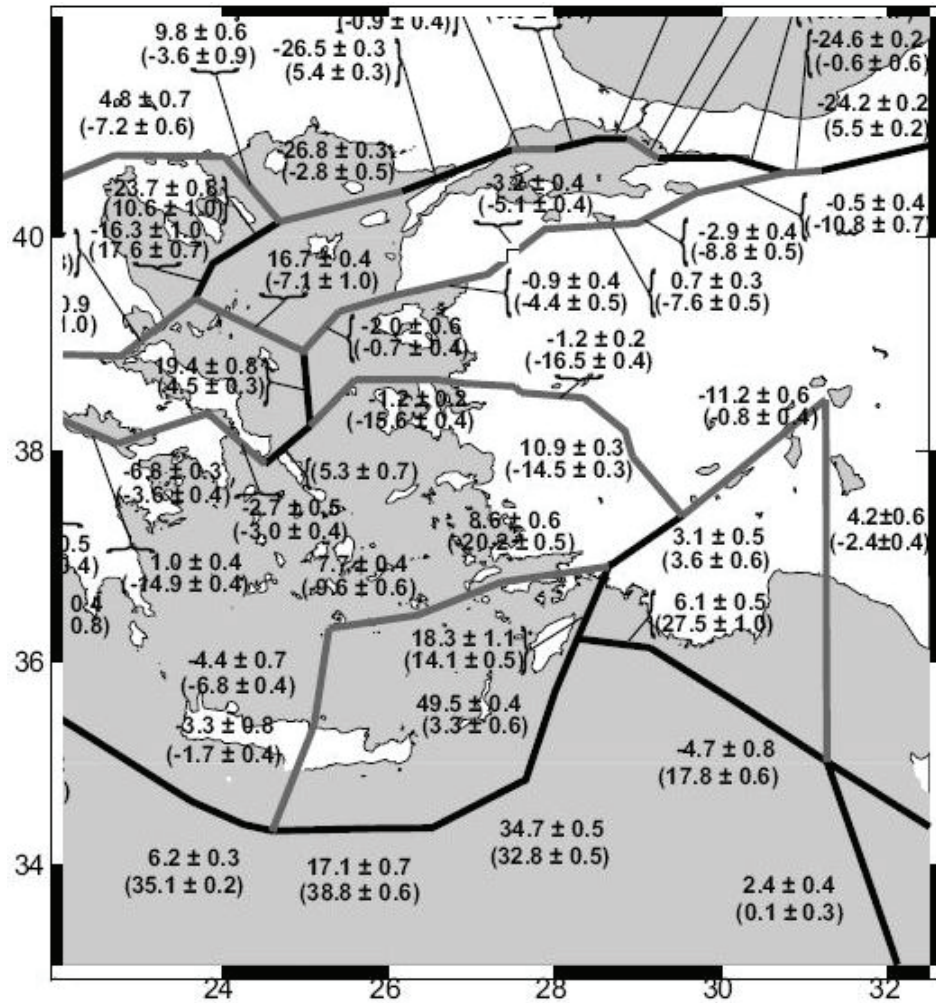 9.8 ± 0.6
(-3.6 ± 0.9)
(-0.9 ± 0.4)
-26.5 ± 0.3
(5.4 ± 0.3)
-24.6 ± 0.2
(-0.6 ± 0.6)
-24.2 ± 0.2
(5.5 ± 0.2)
4.8 ± 0.7
(-7.2 ± 0.6)
-26.8 ± 0.3
(-2.8 ± 0.5)
-23.7 ± 0.8
(10.6 ± 1.0)
-16.3 ± 1.0
(17.6 ± 0.7)
-3.2 ± 0.4
(-5.1 ± 0.4)
-0.5 ± 0.4
(-10.8 ± 0.7)
-2.9 ± 0.4
(-8.8 ± 0.5)
40
16.7 ± 0.4
(-7.1 ± 1.0)
-0.9 ± 0.4
(-4.4 ± 0.5)
0.7 ± 0.3
(-7.6 ± 0.5)
-2.0 ± 0.6
(-0.7 ± 0.4)
-1.2 ± 0.2
(-16.5 ± 0.4)
19.4 ± 0.8
(4.5 ± 0.3)
1.2 ± 0.2
(-15.6 ± 0.4)
-11.2 ± 0.6
(-0.8 ± 0.4)
38
10.9 ± 0.3
(-14.5 ± 0.3)
-6.8 ± 0.3
(-3.6 ± 0.4)
(5.3 ± 0.7)
-2.7 ± 0.5
(-3.0 ± 0.4)
8.6 ± 0.6
(-20.2 ± 0.5)
3.1 ± 0.5
(3.6 ± 0.6)
4.2±0.6
(-2.4±0.4)
1.0 ± 0.4
(-14.9 ± 0.4)
7.7 ± 0.4
(-9.6 ± 0.6)
6.1 ± 0.5
(27.5 ± 1.0)
18.3 ± 1.1
(14.1 ± 0.5)
36
-4.4 ± 0.7
(-6.8 ± 0.4)
49.5 ± 0.4
(3.3 ± 0.6)
-3.3 ± 0.8
(-1.7 ± 0.4)
-4.7 ± 0.8
(17.8 ± 0.6)
34
6.2 ± 0.3
(35.1 ± 0.2)
17.1 ± 0.7
(38.8 ± 0.6)
34.7 ± 0.5
(32.8 ± 0.5)
2.4 ± 0.4
(0.1 ± 0.3)
24 26 28 30 32